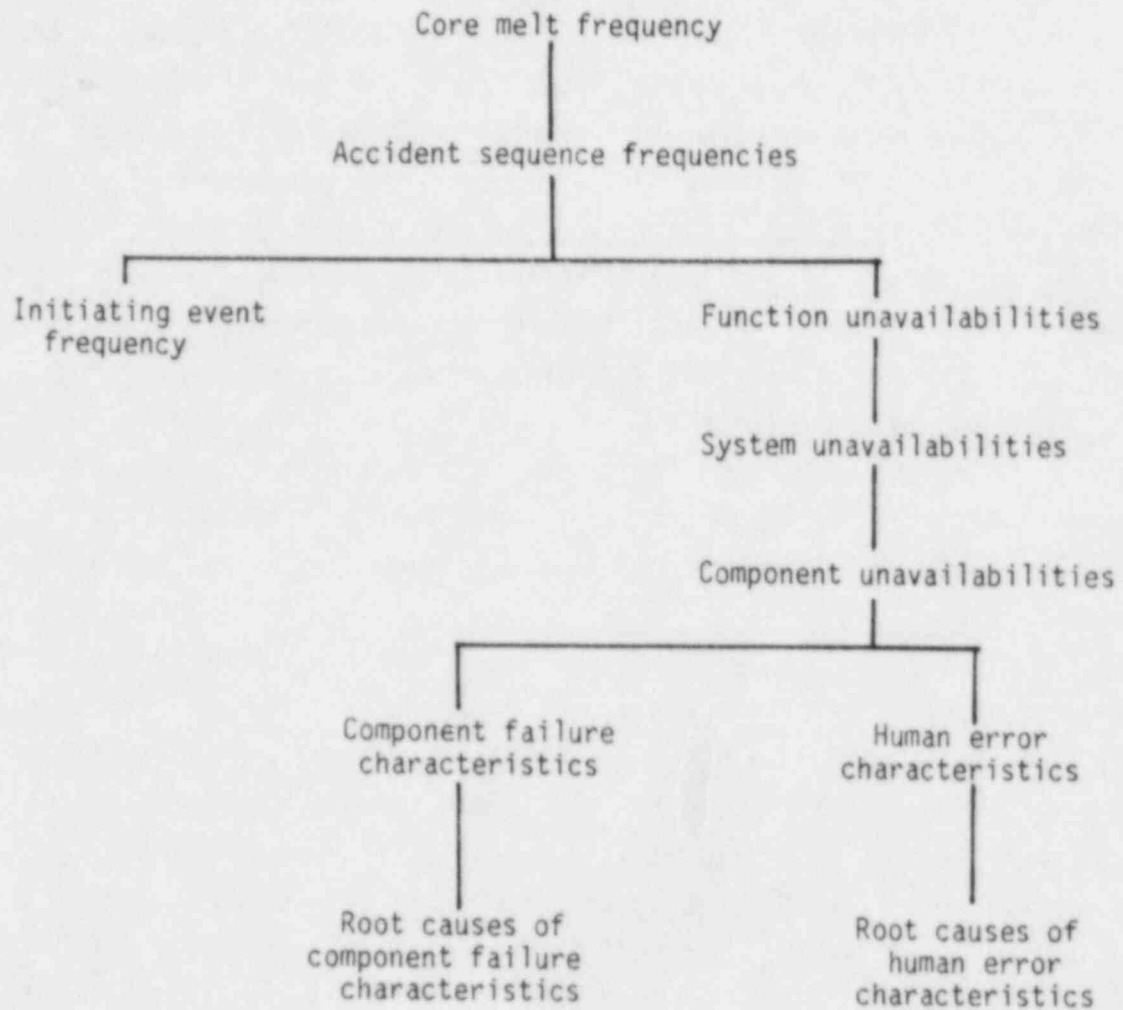 Core melt frequency
Accident sequence frequencies
Initiating event
frequency
Function unavailabilities
System unavailabilities
Component unavailabilities
Component failure
characteristics
Human error
characteristics
Root causes of
component failure
characteristics
Root causes of
human error
characteristics